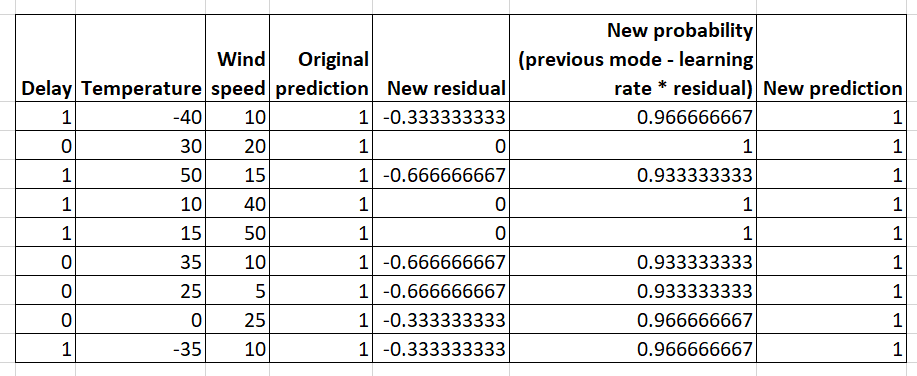 New probability
Wind Original (previous mode - learning
Delay Temperature speed prediction New residual rate * residual) New prediction
1 -40 10 1 -0.333333333 0.966666667 1
0 30 20 1 0 1 1
1 50 15 1 -0.666666667 0.933333333 1
1 10 40 1 0 1 1
1 15 50 1 0 1 1
0 35 10 1 -0.666666667 0.933333333 1
0 25 5 1 -0.666666667 0.933333333 1
0 0 25 1 -0.333333333 0.966666667 1
1 -35 10 1 -0.333333333 0.966666667 1